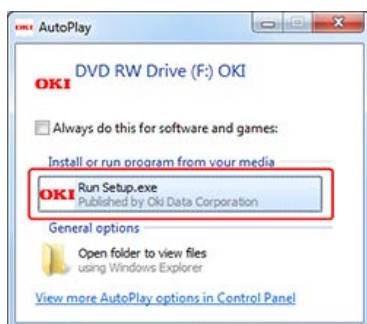 OKI AutoPlay
DVD RW Drive (F:) OKI
OKI
Always do this for software and games:
Install or run program from your media
OKI Run Setup.exe
Published by Oki Data Corporation
General options
Open folder to view files
using Windows Explorer
View more AutoPlay options in Control Panel